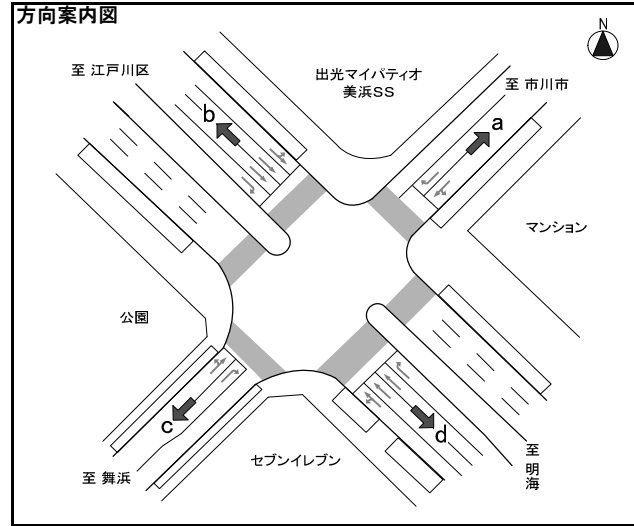 方向案内図
N
至 江戸川区
出光マイパティオ
美浜SS
至 市川市
b
a
マンション
公園
c
d
至 舞浜
セブンイレブン
至 明海